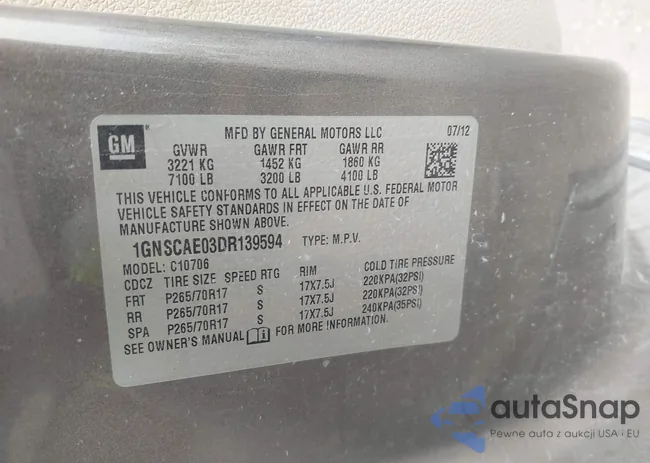 GM
MFD BY GENERAL MOTORS LLC 07/12
GVWR GAWR FRT GAWR RR
3221 KG 1452 KG 1860 KG
7100 LB 3200 LB 4100 LB
THIS VEHICLE CONFORMS TO ALL APPLICABLE U.S. FEDERAL MOTOR
VEHICLE SAFETY STANDARDS IN EFFECT ON THE DATE OF
MANUFACTURE SHOWN ABOVE.
1GNSCAE03DR139594 TYPE: M.P.V.
MODEL: C10706
CDCZ TIRE SIZE SPEED RTG RIM COLD TIRE PRESSURE
FRT P265/70R17 S 17X7.5J 220KPA(32PSI)
RR P265/70R17 S 17X7.5J 220KPA(32PSI)
SPA P265/70R17 S 17X7.5J 240KPA(35PSI)
SEE OWNER'S MANUAL FOR MORE INFORMATION.
autaSnap
Pewne auta z aukcji USA i EU